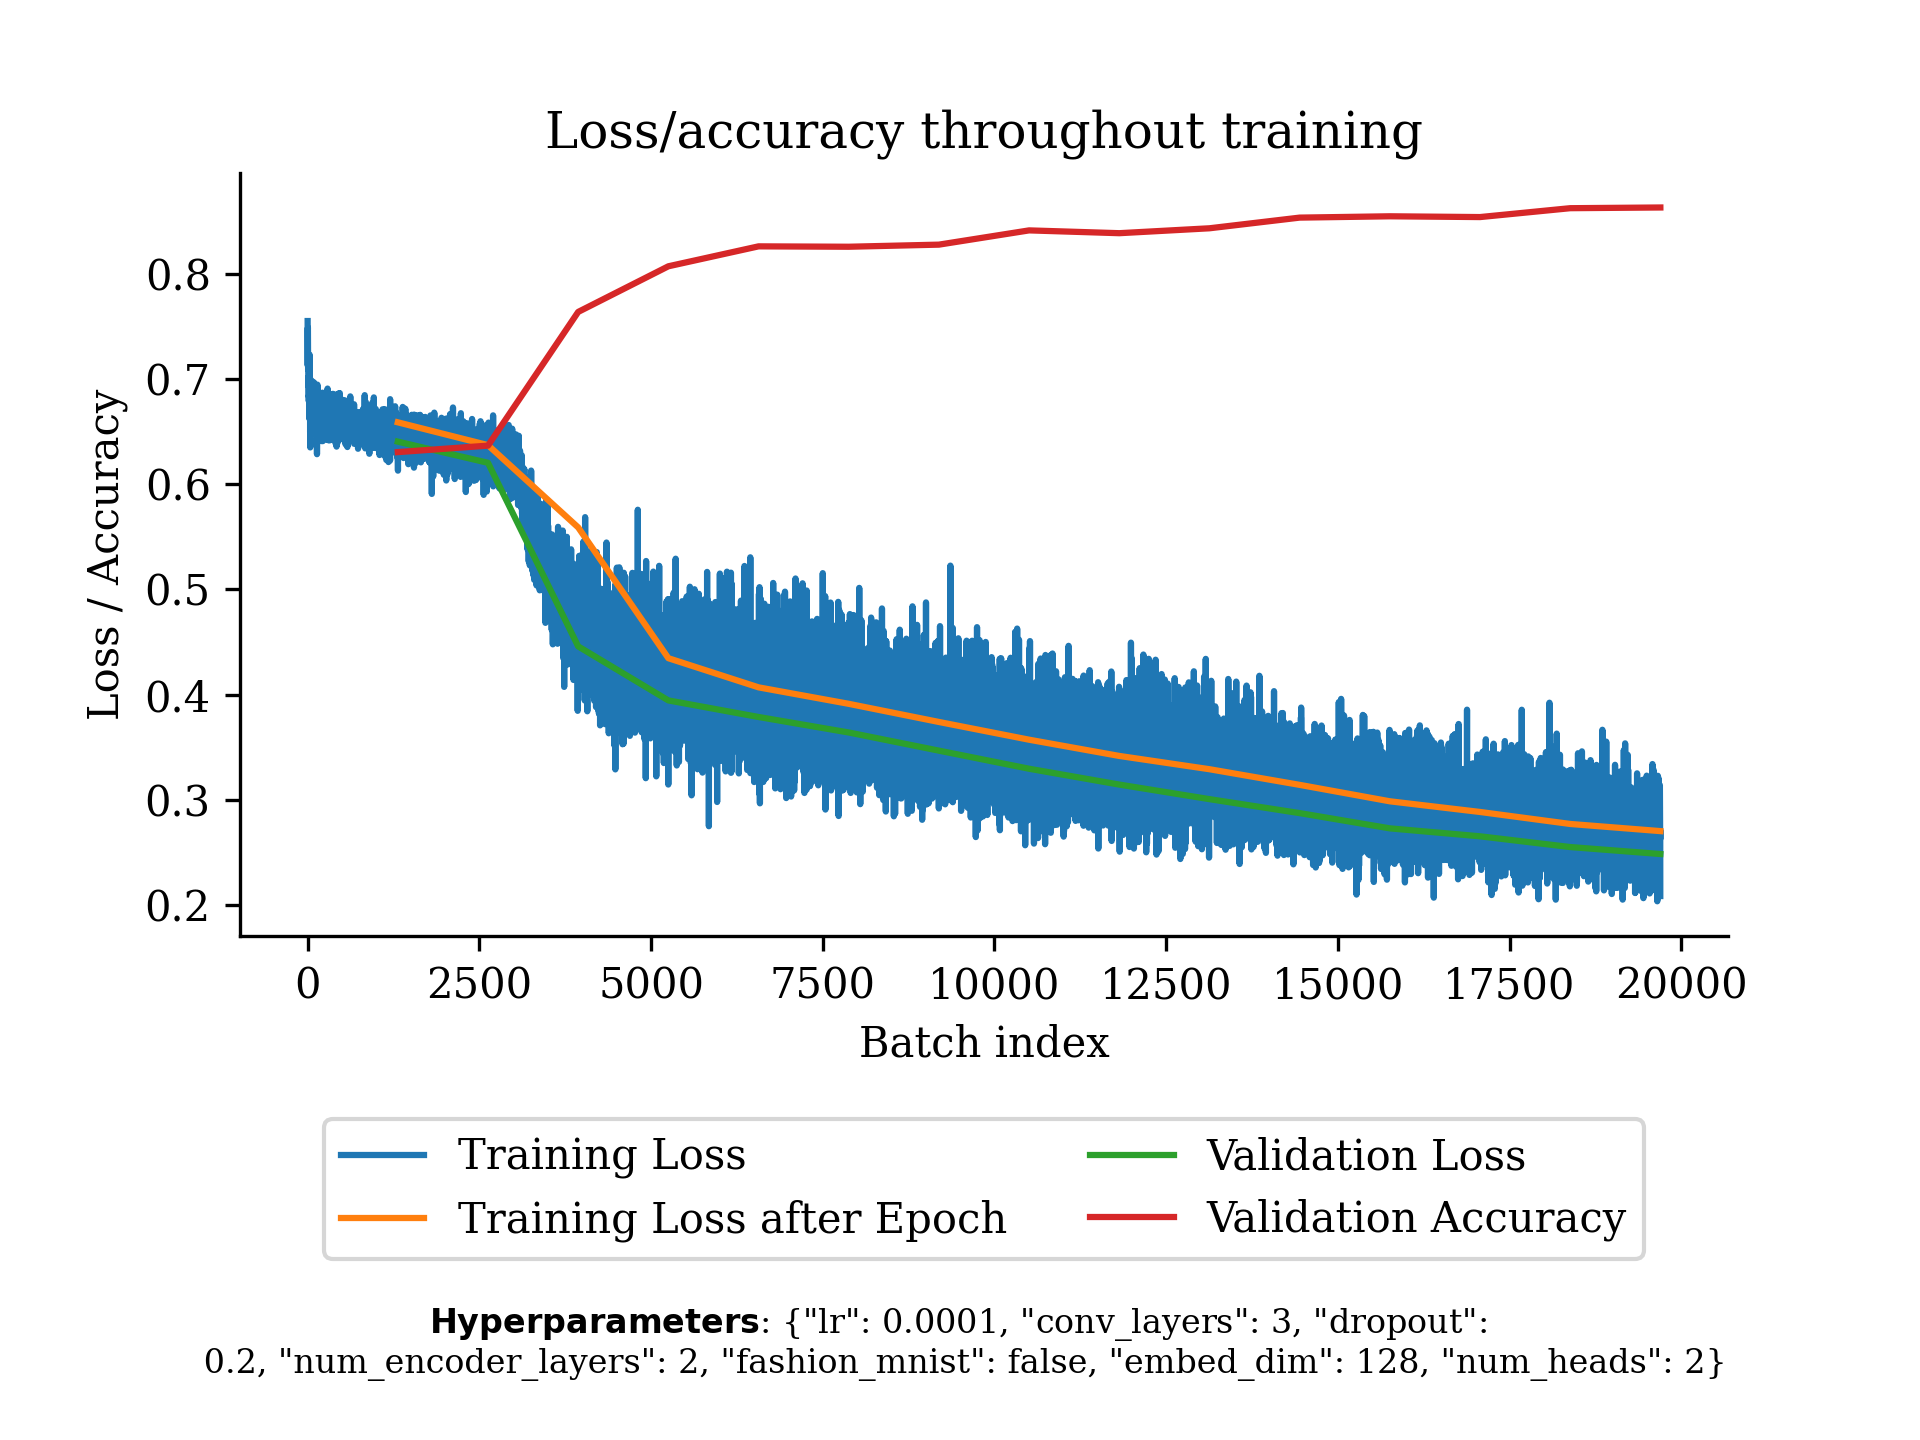 Loss/accuracy throughout training
Loss / Accuracy
0.8
0.7
0.6
0.5
0.4
0.3
0.2
0 2500 5000 7500 10000 12500 15000 17500 20000
Batch index
Training Loss
Training Loss after Epoch
Validation Loss
Validation Accuracy
Hyperparameters: {"lr": 0.0001, "conv_layers": 3, "dropout":
0.2, "num_encoder_layers": 2, "fashion_mnist": false, "embed_dim": 128, "num_heads": 2}